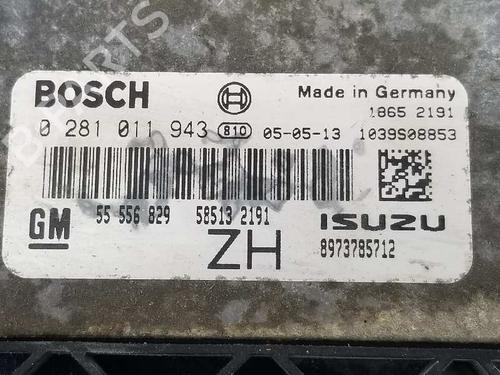 BOSCH Made in Germany
1865 2191
0 281 011 943 810 05-05-13 1039S08853
GM 55 556 829 58513 2191 ISUZU
ZH 8973785712